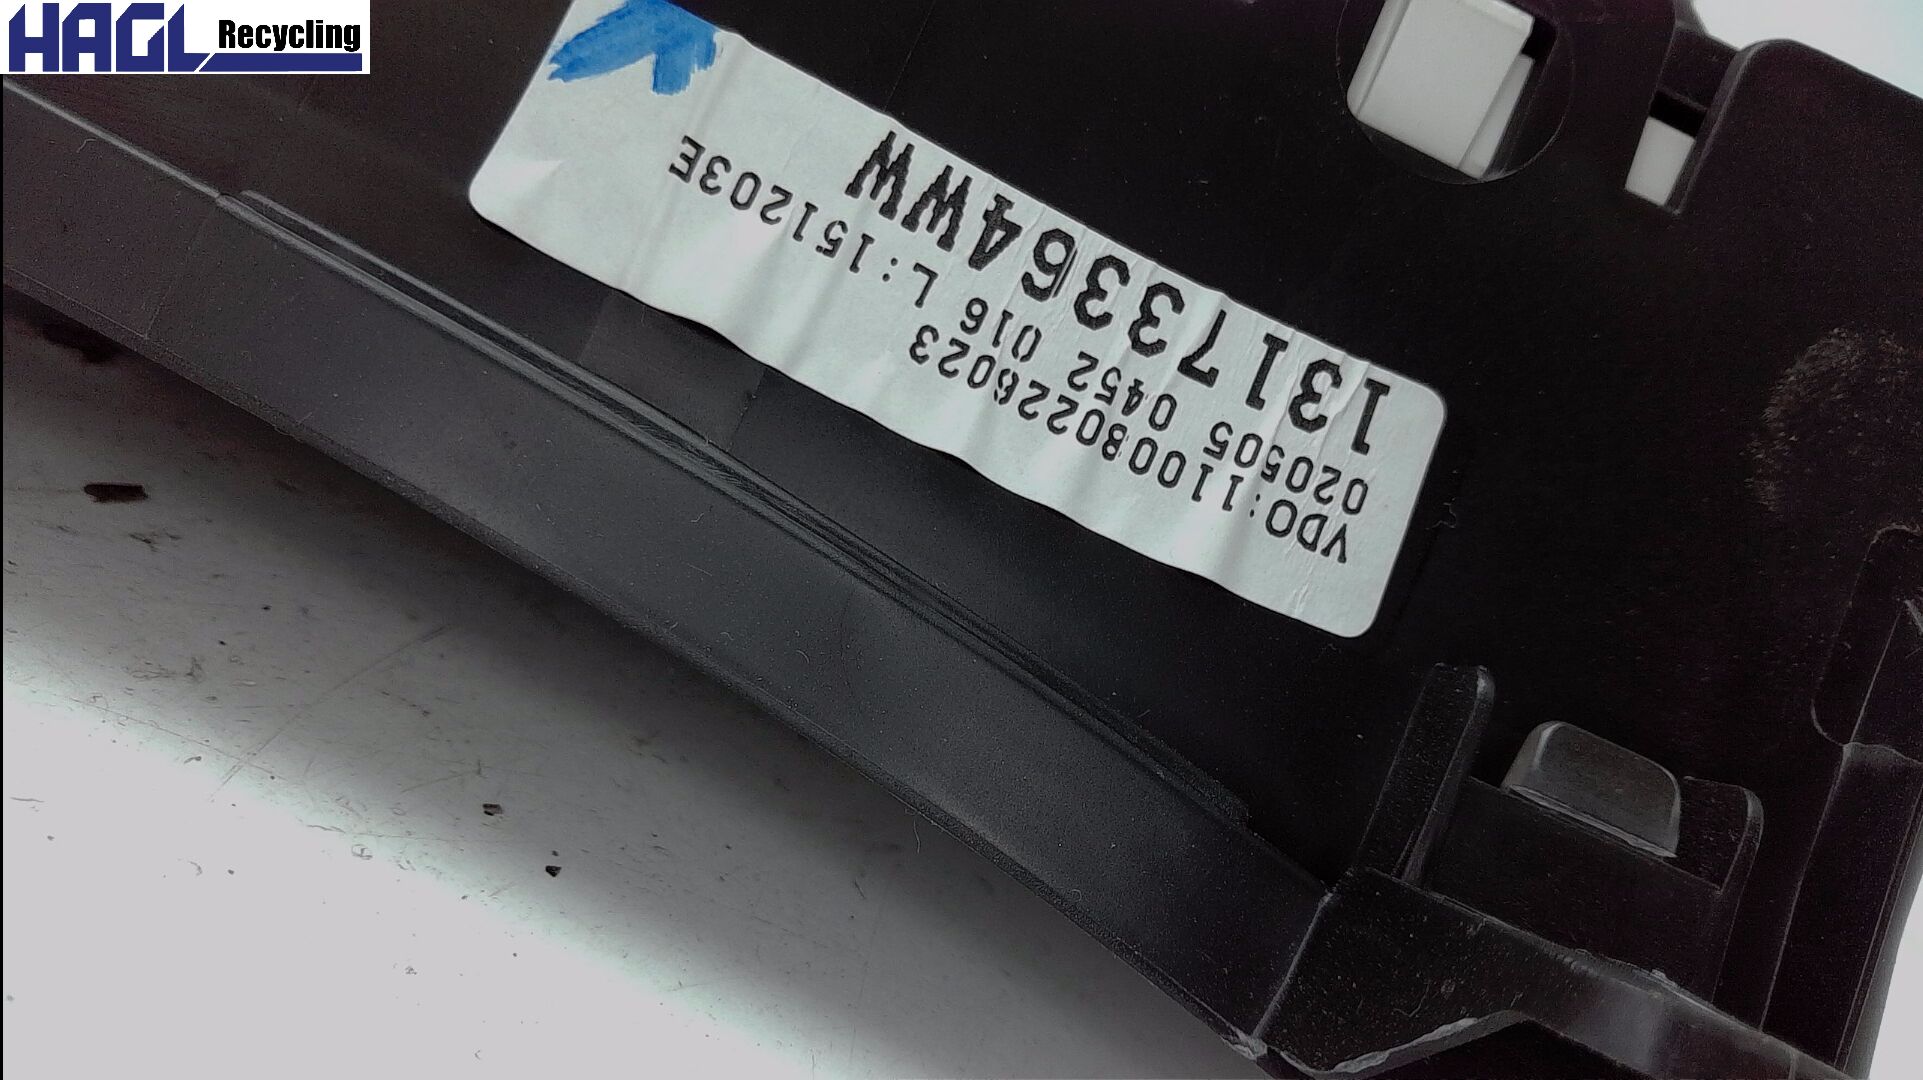 HAGL Recycling
VDO:110080226023
020505 0452 016 L:151203E
13173364WW